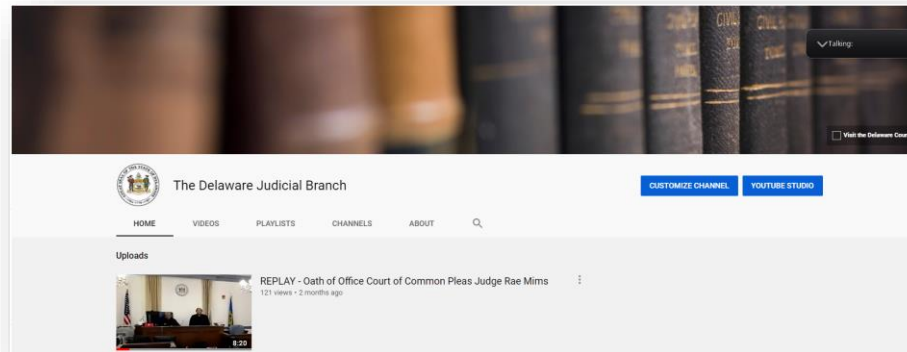 Talking:
Visit the Delaware Cour
The Delaware Judicial Branch
CUSTOMIZE CHANNEL
YOUTUBE STUDIO
HOME
VIDEOS
PLAYLISTS
CHANNELS
ABOUT
Uploads
REPLAY - Oath of Office Court of Common Pleas Judge Rae Mims
121 views • 2 months ago
8:20